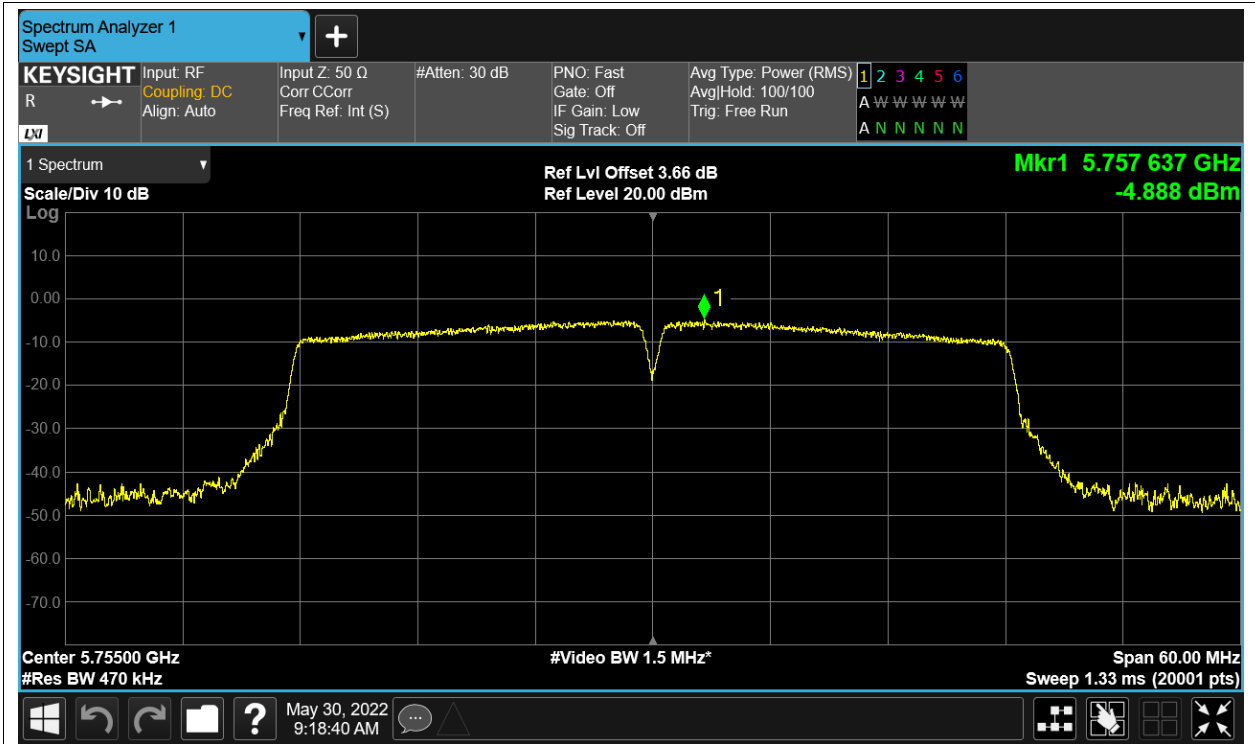 Spectrum Analyzer 1
Swept SA
KEYSIGHT
R
LXI
Input: RF
Coupling: DC
Align: Auto
Input Z: 50 Ω
Corr CCorr
Freq Ref: Int (S)
#Atten: 30 dB
PNO: Fast
Gate: Off
IF Gain: Low
Sig Track: Off
Avg Type: Power (RMS)
Avg|Hold: 100/100
Trig: Free Run
1 2 3 4 5 6
A W W W W W
A N N N N N
1 Spectrum
Scale/Div 10 dB
Log
Ref Lvl Offset 3.66 dB
Ref Level 20.00 dBm
Mkr1 5.757 637 GHz
-4.888 dBm
10.0
0.00
-10.0
-20.0
-30.0
-40.0
-50.0
-60.0
-70.0
1
Center 5.75500 GHz
#Res BW 470 kHz
#Video BW 1.5 MHz*
Span 60.00 MHz
Sweep 1.33 ms (20001 pts)
?
May 30, 2022
9:18:40 AM